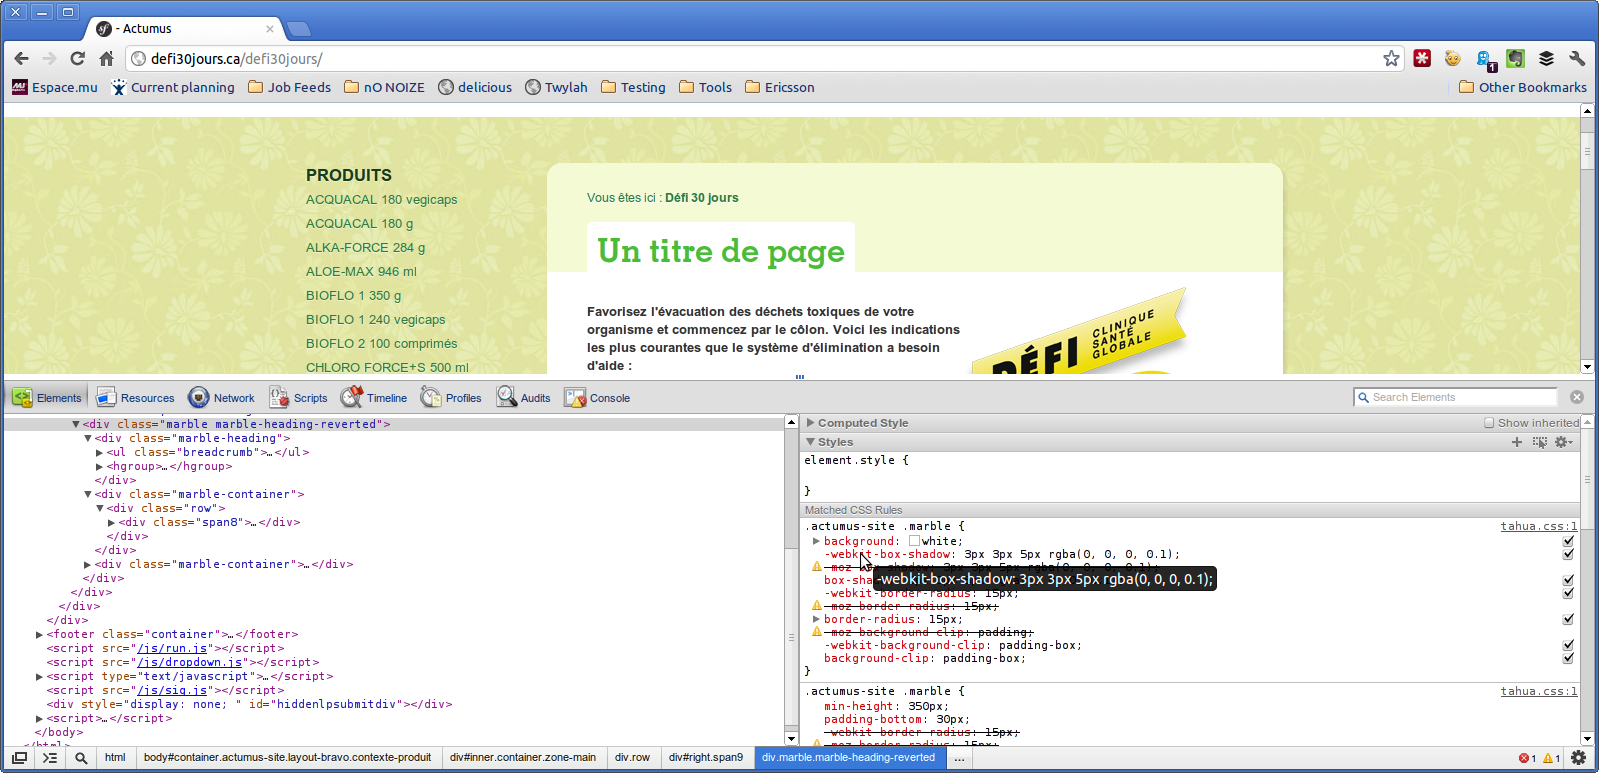 - Actumus
defi30jours.ca/defi30jours/
1
Espace.mu Current planning Job Feeds nO NOIZE delicious Twylah Testing Tools Ericsson Other Bookmarks
PRODUITS
ACQUACAL 180 vegicaps
ACQUACAL 180 g
ALKA-FORCE 284 g
ALOE-MAX 946 ml
BIOFLO 1 350 g
BIOFLO 1 240 vegicaps
BIOFLO 2 100 comprimés
CHLORO FORCE+S 500 ml
Vous êtes ici : Défi 30 jours
Un titre de page
Favorisez l'évacuation des déchets toxiques de votre
organisme et commencez par le côlon. Voici les indications
les plus courantes que le système d'élimination a besoin
d'aide :
CLINIQUE
SANTÉ
GLOBALE
DÉFI
Elements Resources Network Scripts Timeline Profiles Audits Console Search Elements
<div class="marble marble-heading-reverted">
<div class="marble-heading">
<ul class="breadcrumb">…</ul>
<hgroup>…</hgroup>
</div>
<div class="marble-container">
<div class="row">
<div class="span8">…</div>
</div>
</div>
<div class="marble-container">…</div>
</div>
</div>
</div>
</div>
<footer class="container">…</footer>
<script src="/js/run.js"></script>
<script src="/js/dropdown.js"></script>
<script type="text/javascript">…</script>
<script src="/js/sig.js"></script>
<div style="display: none; " id="hiddenlpsubmitdiv"></div>
<script>…</script>
</body>
</html>
Computed Style Show inherited
Styles
element.style {
}
Matched CSS Rules
.actumus-site .marble { tahua.css:1
background: white;
-webkit-box-shadow: 3px 3px 5px rgba(0, 0, 0, 0.1);
-moz-box-shadow: 3px 3px 5px rgba(0, 0, 0, 0.1);
box-sha
-webkit-box-shadow: 3px 3px 5px rgba(0, 0, 0, 0.1);
-webkit-border-radius: 15px;
-moz-border-radius: 15px;
border-radius: 15px;
-moz-background-clip: padding;
-webkit-background-clip: padding-box;
background-clip: padding-box;
}
.actumus-site .marble { tahua.css:1
min-height: 350px;
padding-bottom: 30px;
-webkit-border-radius: 15px;
-moz-border-radius: 15px;
html body#container.actumus-site.layout-bravo.contexte-produit div#inner.container.zone-main div.row div#right.span9 div.marble.marble-heading-reverted ... 1 1